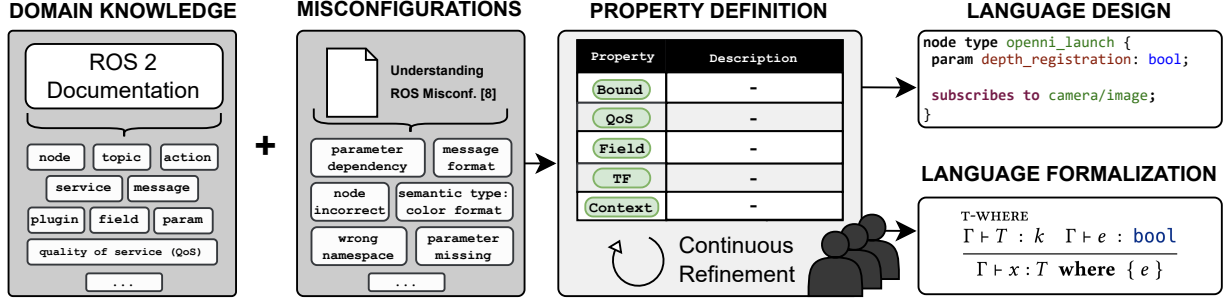 DOMAIN KNOWLEDGE
ROS 2
Documentation
node
topic
action
service
message
plugin
field
param
quality of service (QoS)
...
+
MISCONFIGURATIONS
Understanding
ROS Misconf. [8]
parameter
dependency
message
format
node
incorrect
semantic type:
color format
wrong
namespace
parameter
missing
...
PROPERTY DEFINITION
Property Description
Bound -
QoS -
Field -
TF -
Context -
Continuous
Refinement
LANGUAGE DESIGN
node type openni_launch {
param depth_registration: bool;
subscribes to camera/image;
}
LANGUAGE FORMALIZATION
T-WHERE
Γ ⊢ T : k Γ ⊢ e : bool
Γ ⊢ x : T where { e }